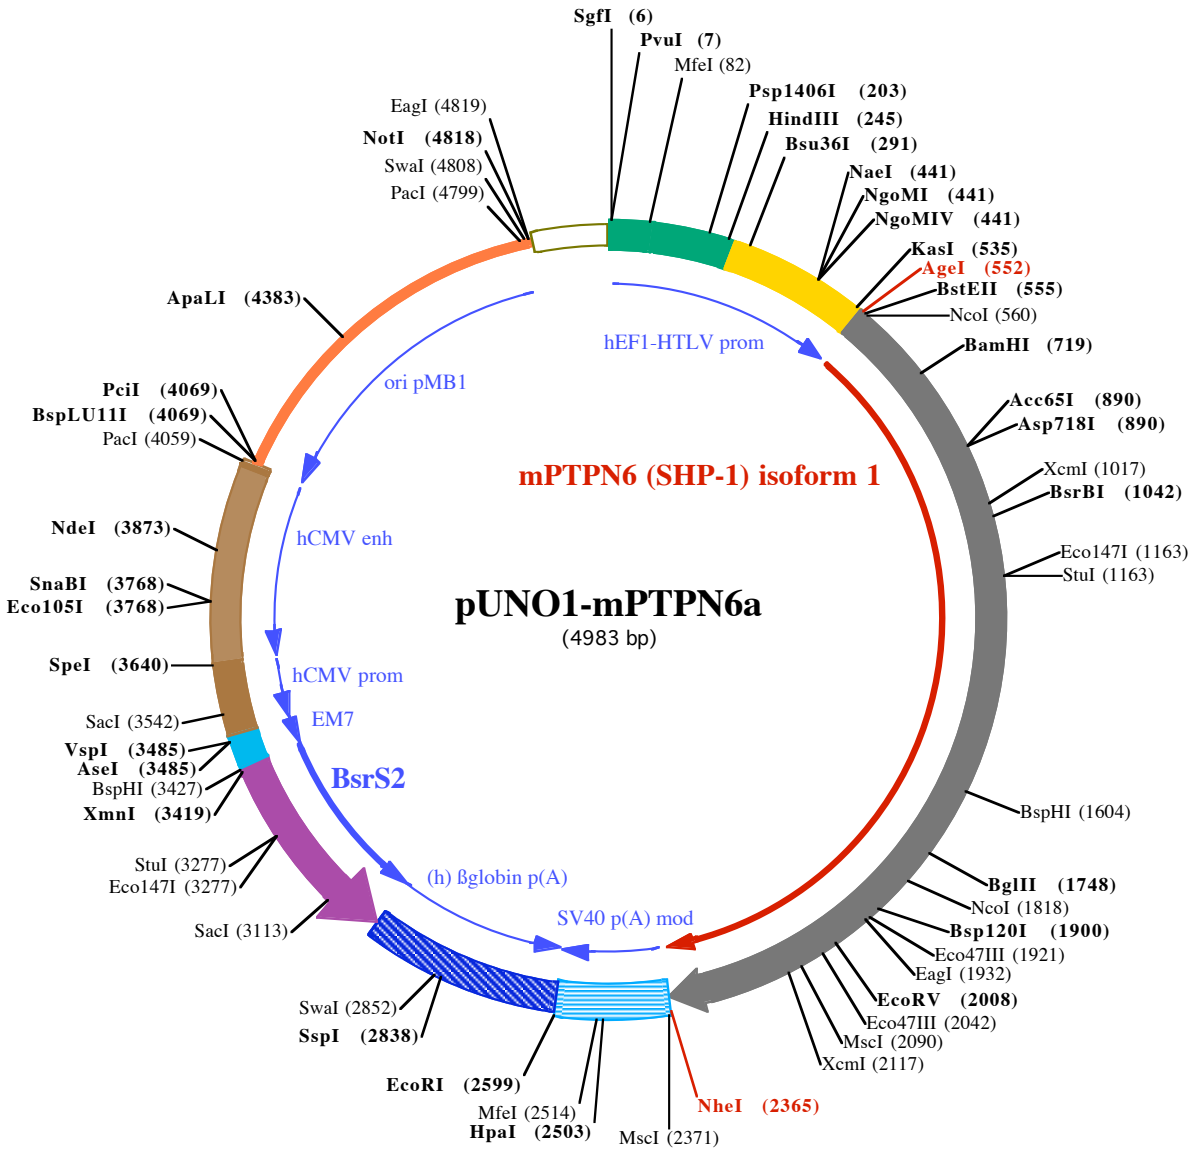 SgfI (6)
PvuI (7)
MfeI (82)
Psp1406I (203)
HindIII (245)
Bsu36I (291)
NaeI (441)
NgoMI (441)
NgoMIV (441)
KasI (535)
AgeI (552)
BstEII (555)
NcoI (560)
BamHI (719)
Acc65I (890)
Asp718I (890)
XcmI (1017)
BsrBI (1042)
Eco147I (1163)
StuI (1163)
BspHI (1604)
BglII (1748)
NcoI (1818)
Bsp120I (1900)
Eco47III (1921)
EagI (1932)
EcoRV (2008)
Eco47III (2042)
MscI (2090)
XcmI (2117)
NheI (2365)
MscI (2371)
HpaI (2503)
MfeI (2514)
EcoRI (2599)
SspI (2838)
SwaI (2852)
SacI (3113)
Eco147I (3277)
StuI (3277)
XmnI (3419)
BspHI (3427)
AseI (3485)
VspI (3485)
SacI (3542)
SpeI (3640)
Eco105I (3768)
SnaBI (3768)
NdeI (3873)
PacI (4059)
BspLU11I (4069)
PciI (4069)
ApaLI (4383)
PacI (4799)
SwaI (4808)
NotI (4818)
EagI (4819)
hEF1-HTLV prom
ori pMB1
mPTPN6 (SHP-1) isoform 1
hCMV enh
pUNO1-mPTPN6a
(4983 bp)
hCMV prom
EM7
BsrS2
(h) ßglobin p(A)
SV40 p(A) mod